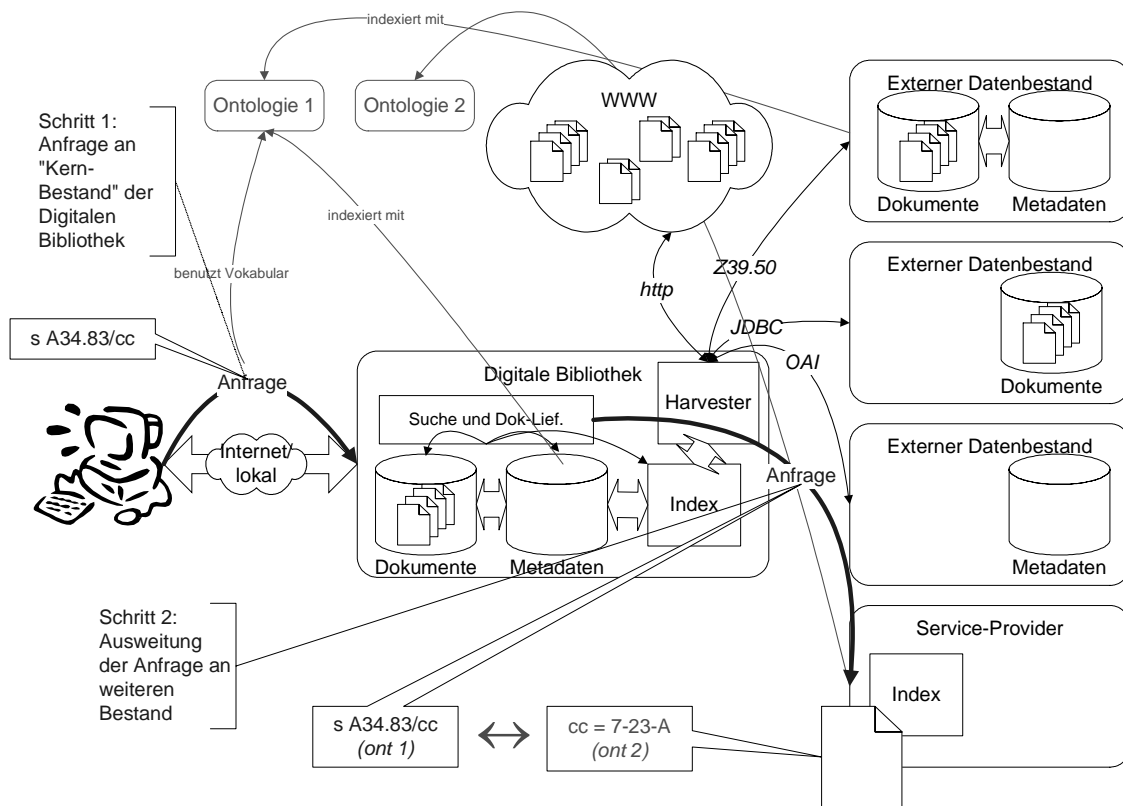 indexiert mit
Ontologie 1
Ontologie 2
WWW
Externer Datenbestand
Dokumente
Metadaten
Schritt 1:
Anfrage an
"Kern-
Bestand" der
Digitalen
Bibliothek
indexiert mit
benutzt Vokabular
http
Z39.50
JDBC
OAI
Externer Datenbestand
Dokumente
s A34.83/cc
Anfrage
Internet/
lokal
Digitale Bibliothek
Suche und Dok-Lief.
Harvester
Index
Anfrage
Dokumente
Metadaten
Externer Datenbestand
Metadaten
Schritt 2:
Ausweitung
der Anfrage an
weiteren
Bestand
s A34.83/cc
(ont 1)
cc = 7-23-A
(ont 2)
Service-Provider
Index